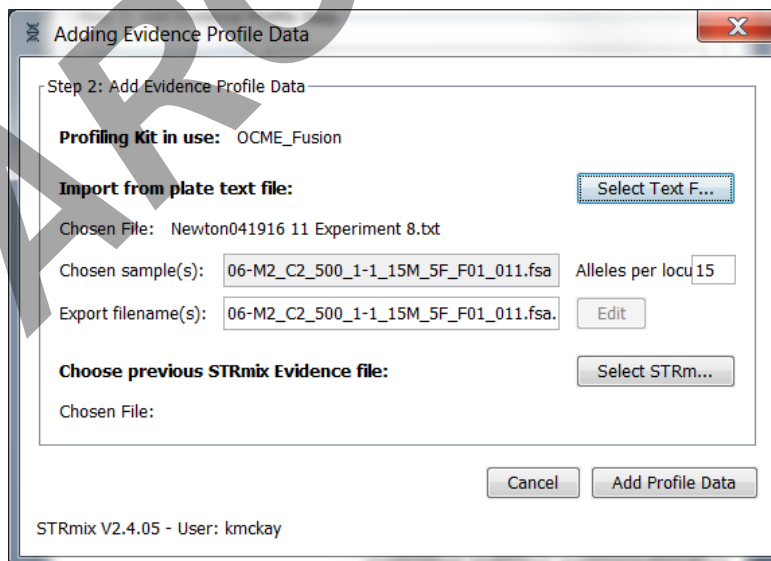 Adding Evidence Profile Data
X
Step 2: Add Evidence Profile Data
Profiling Kit in use: OCME_Fusion
Import from plate text file: Select Text F...
Chosen File: Newton041916 11 Experiment 8.txt
Chosen sample(s): 06-M2_C2_500_1-1_15M_5F_F01_011.fsa Alleles per locu 15
Export filename(s): 06-M2_C2_500_1-1_15M_5F_F01_011.fsa. Edit
Choose previous STRmix Evidence file: Select STRm...
Chosen File:
Cancel Add Profile Data
STRmix V2.4.05 - User: kmckay